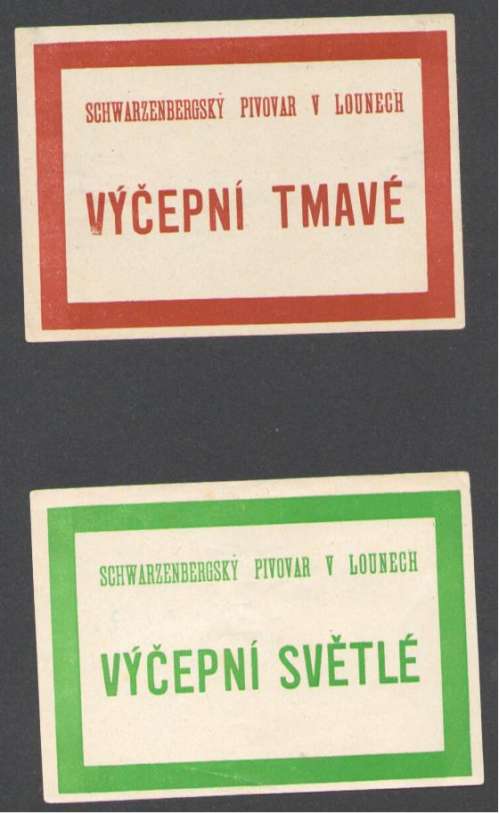 SCHWARZENBERGSKÝ PIVOVAR V LOUNECH
VÝČEPNÍ TMAVÉ
SCHWARZENBERGSKÝ PIVOVAR V LOUNECH
VÝČEPNÍ SVĚTLÉ